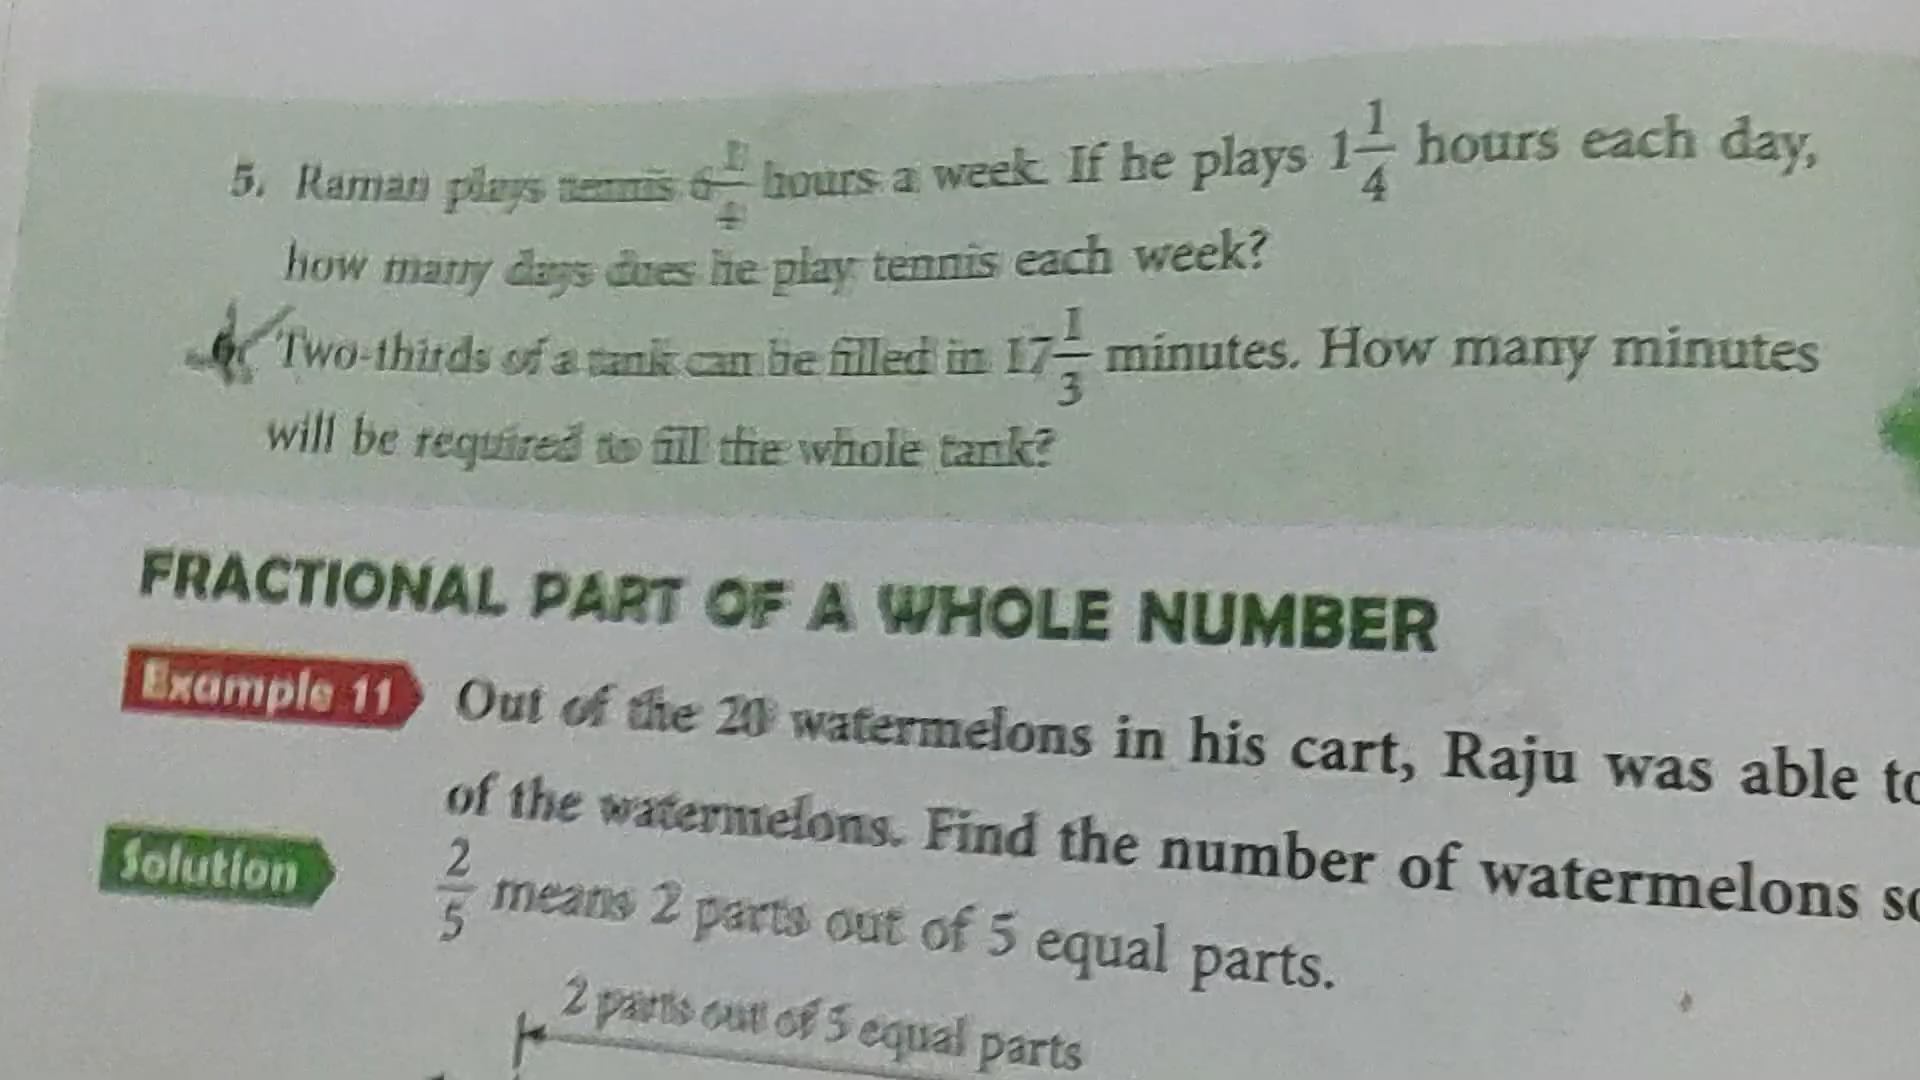 5. Raman plays tennis 6 1/4 hours a week. If he plays 1 1/4 hours each day,
how many days does he play tennis each week?
Two-thirds of a tank can be filled in 17 1/3 minutes. How many minutes
will be required to fill the whole tank?
FRACTIONAL PART OF A WHOLE NUMBER
Example 11 Out of the 20 watermelons in his cart, Raju was able to
of the watermelons. Find the number of watermelons
Solution 2/5 means 2 parts out of 5 equal parts.
2 parts out of 5 equal parts